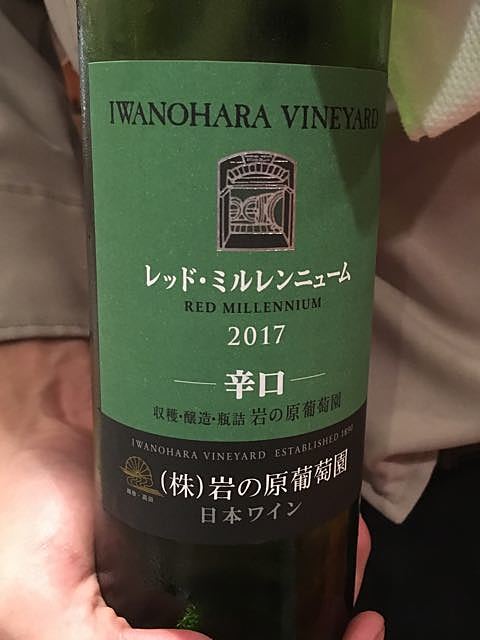 IWANOHARA VINEYARD
レッド・ミルレンニューム
RED MILLENNIUM
2017
辛口
収穫・醸造・瓶詰 岩の原葡萄園
IWANOHARA VINEYARD ESTABLISHED 1890
(株)岩の原葡萄園
日本ワイン